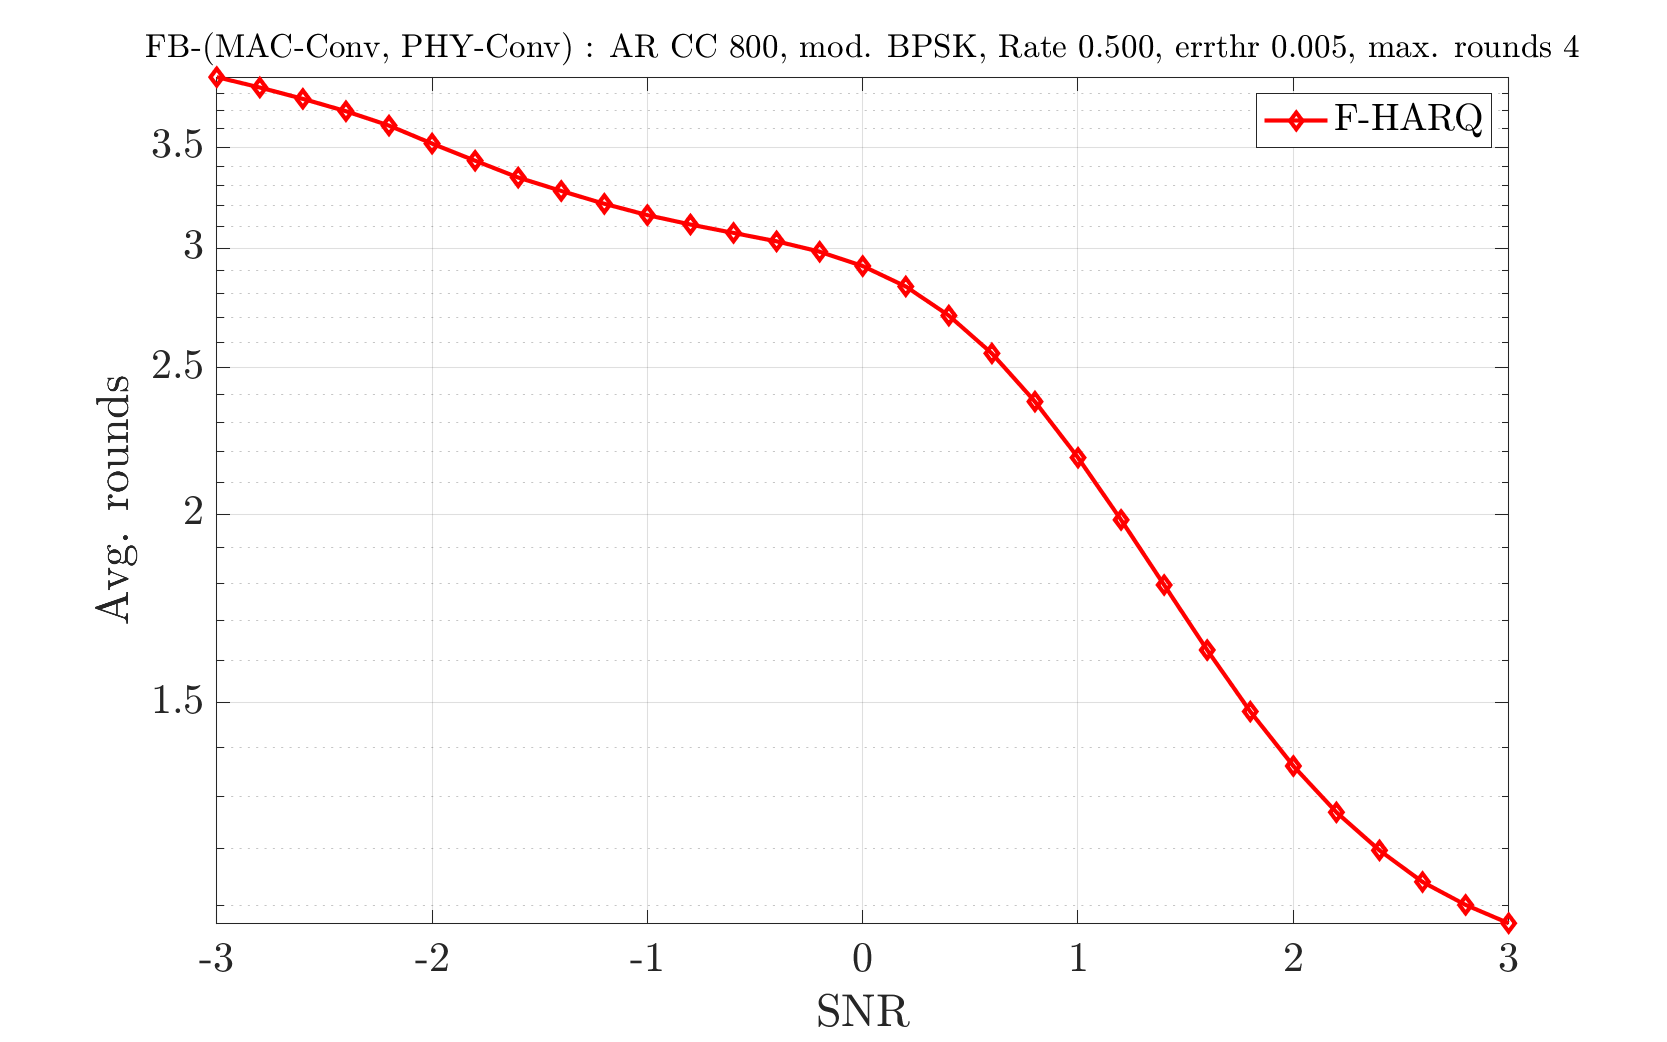 FB-(MAC-Conv, PHY-Conv) : AR CC 800, mod. BPSK, Rate 0.500, errthr 0.005, max. rounds 4
F-HARQ
3.5
3
2.5
2
1.5
Avg. rounds
-3 -2 -1 0 1 2 3
SNR